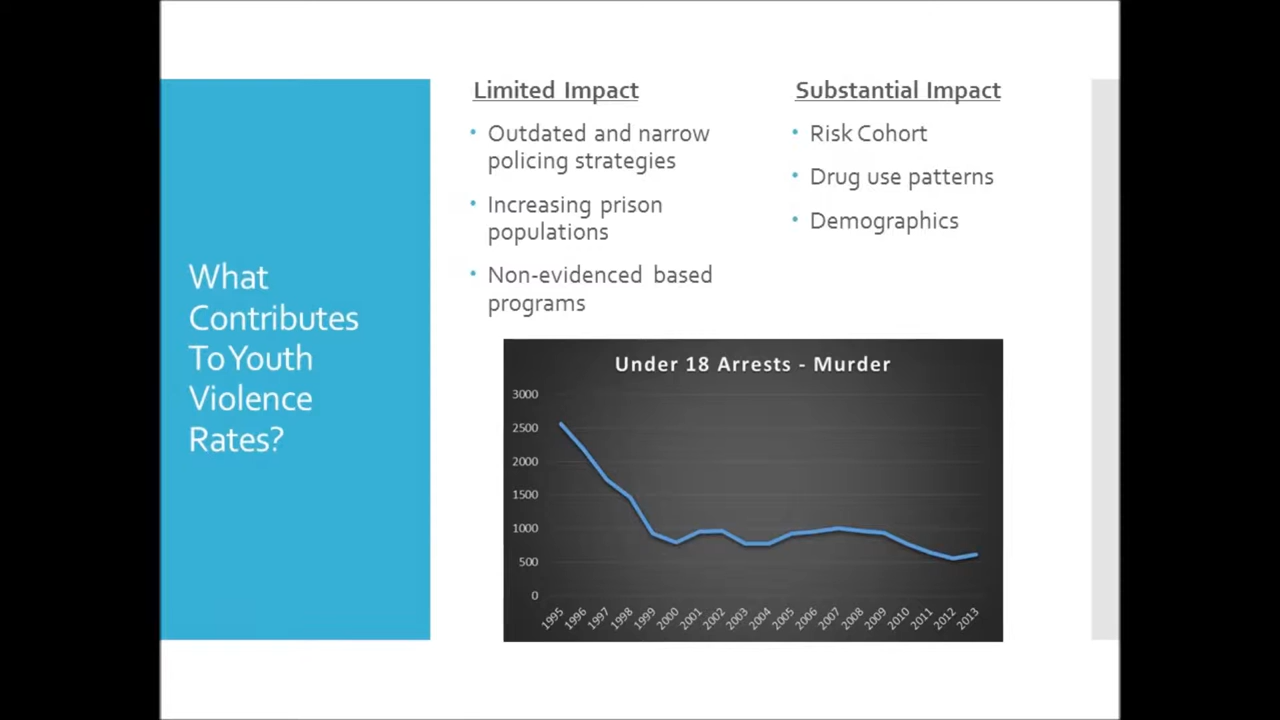 What
Contributes
To Youth
Violence
Rates?
Limited Impact
• Outdated and narrow
policing strategies
• Increasing prison
populations
• Non-evidenced based
programs
Substantial Impact
• Risk Cohort
• Drug use patterns
• Demographics
Under 18 Arrests - Murder
3000
2500
2000
1500
1000
500
0
1995 1996 1997 1998 1999 2000 2001 2002 2003 2004 2005 2006 2007 2008 2009 2010 2011 2012 2013